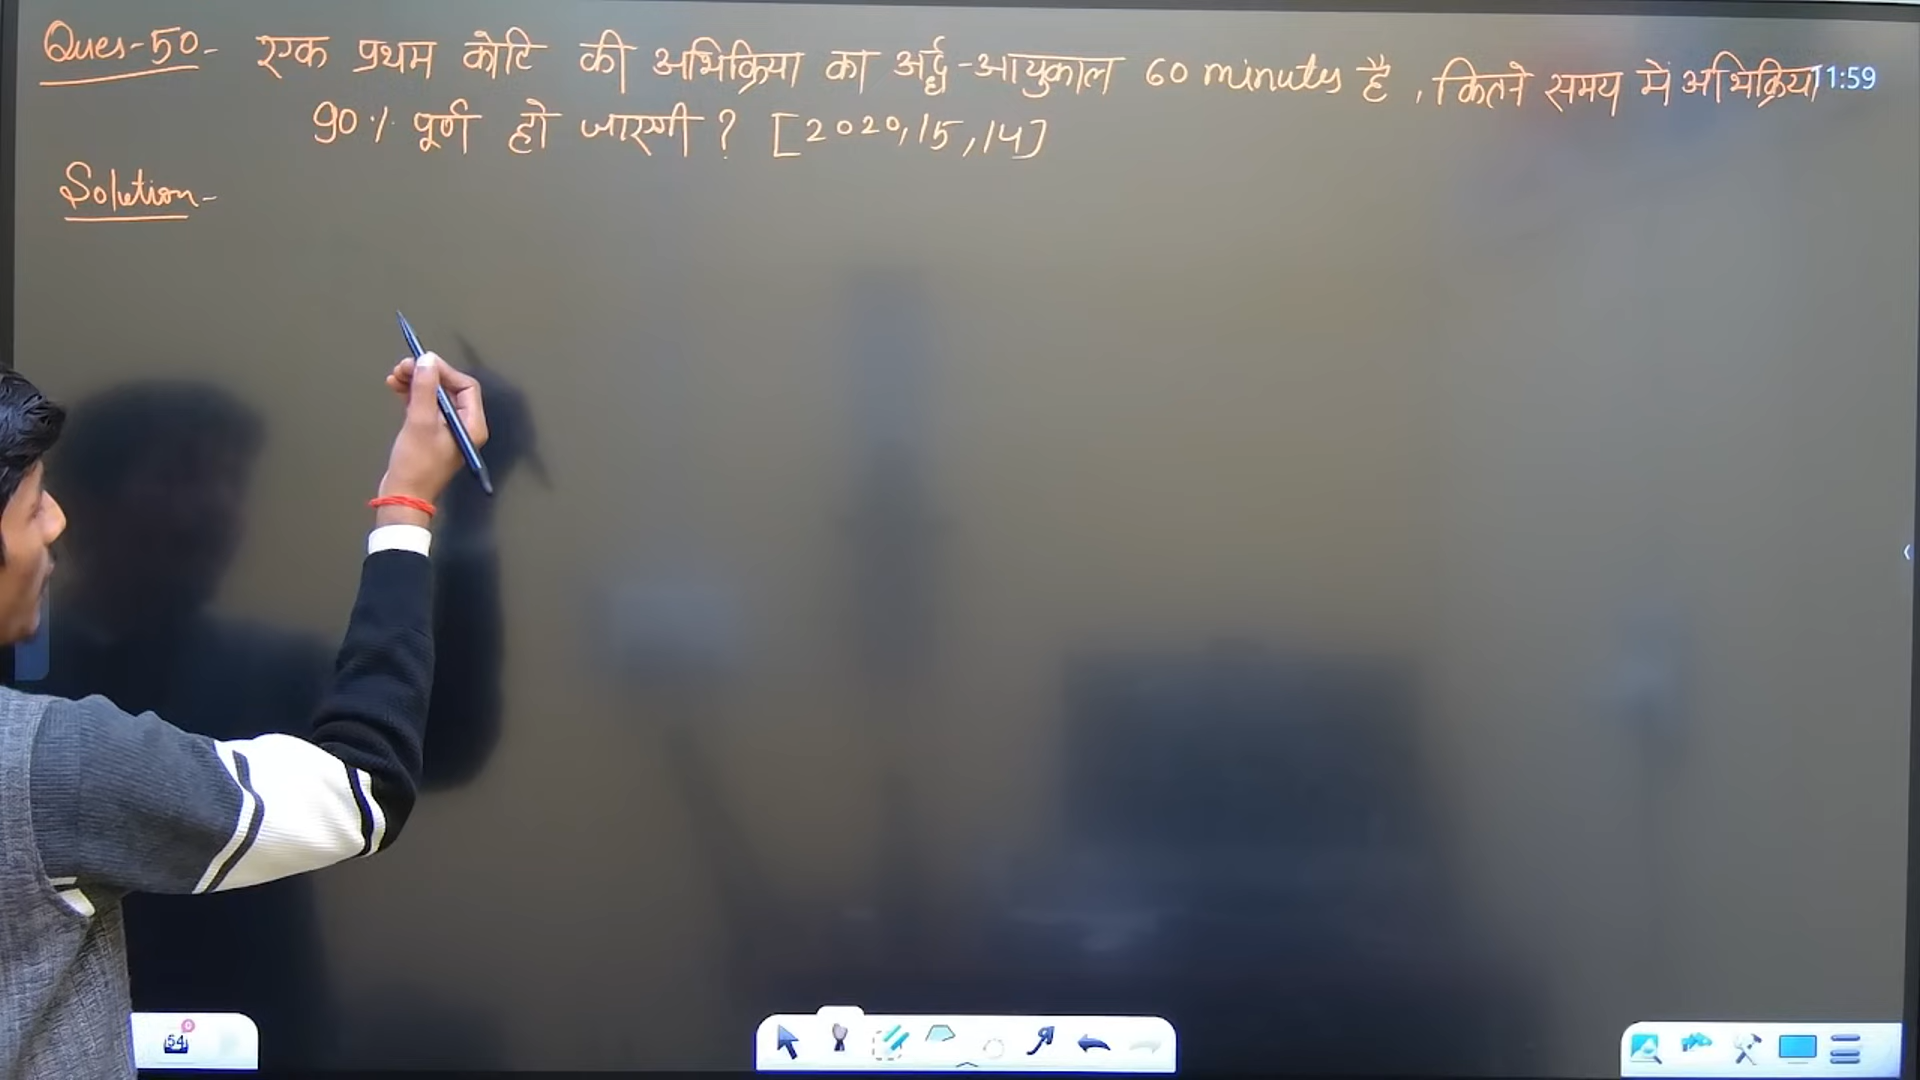 Ques-50- एक प्रथम कोटि की अभिक्रिया का अर्द्ध-आयुकाल 60 minutes है, कितने समय में अभिक्रिया 11:59
90% पूर्ण हो जाएगी ? [2020,15,14]
Solution-
54 0